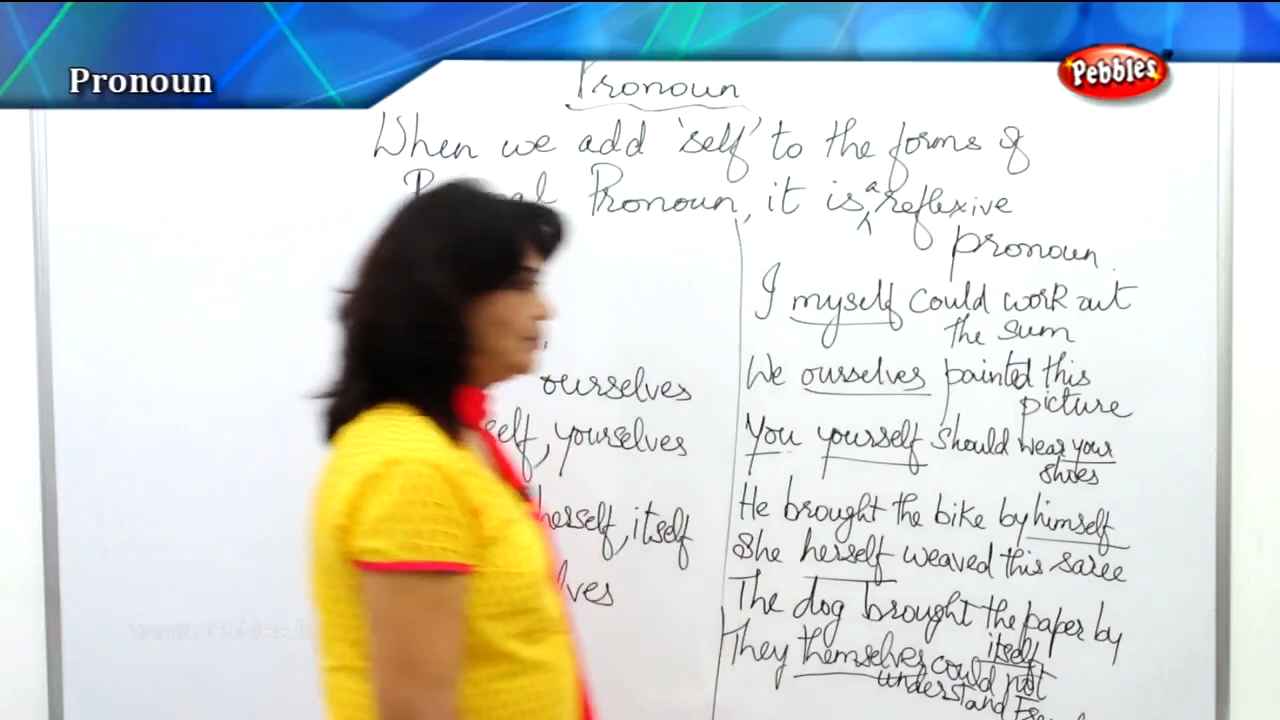 Pronoun
Pebbles
Pronoun
When we add 'self' to the forms of
Pronoun, it is a reflexive
pronoun.
I myself could work out
the sum
ourselves
We ourselves painted this
picture
self, yourselves
You yourself should wear your
shoes
herself, itself
He brought the bike by himself
She herself weaved this saree
lves
The dog brought the paper by
itself
They themselves could not
understand